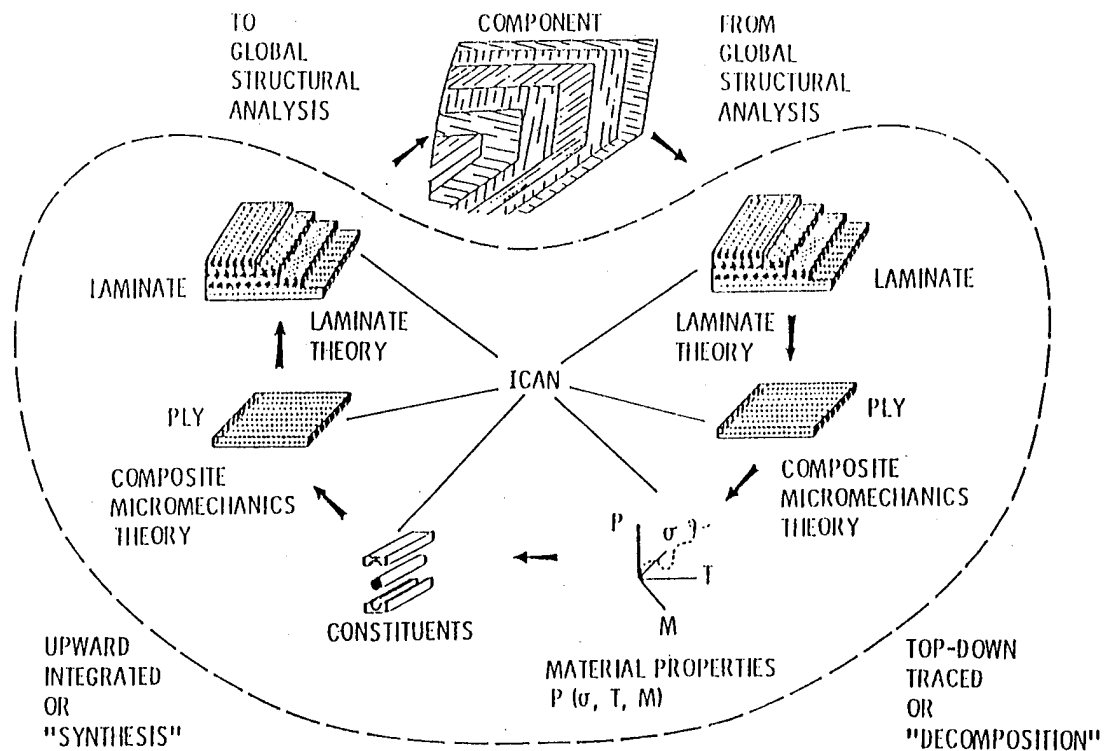 TO
GLOBAL
STRUCTURAL
ANALYSIS
COMPONENT
FROM
GLOBAL
STRUCTURAL
ANALYSIS
LAMINATE
LAMINATE
THEORY
PLY
COMPOSITE
MICROMECHANICS
THEORY
CONSTITUENTS
UPWARD
INTEGRATED
OR
"SYNTHESIS"
ICAN
LAMINATE
LAMINATE
THEORY
PLY
COMPOSITE
MICROMECHANICS
THEORY
P
σ
T
M
MATERIAL PROPERTIES
P (σ, T, M)
TOP-DOWN
TRACED
OR
"DECOMPOSITION"